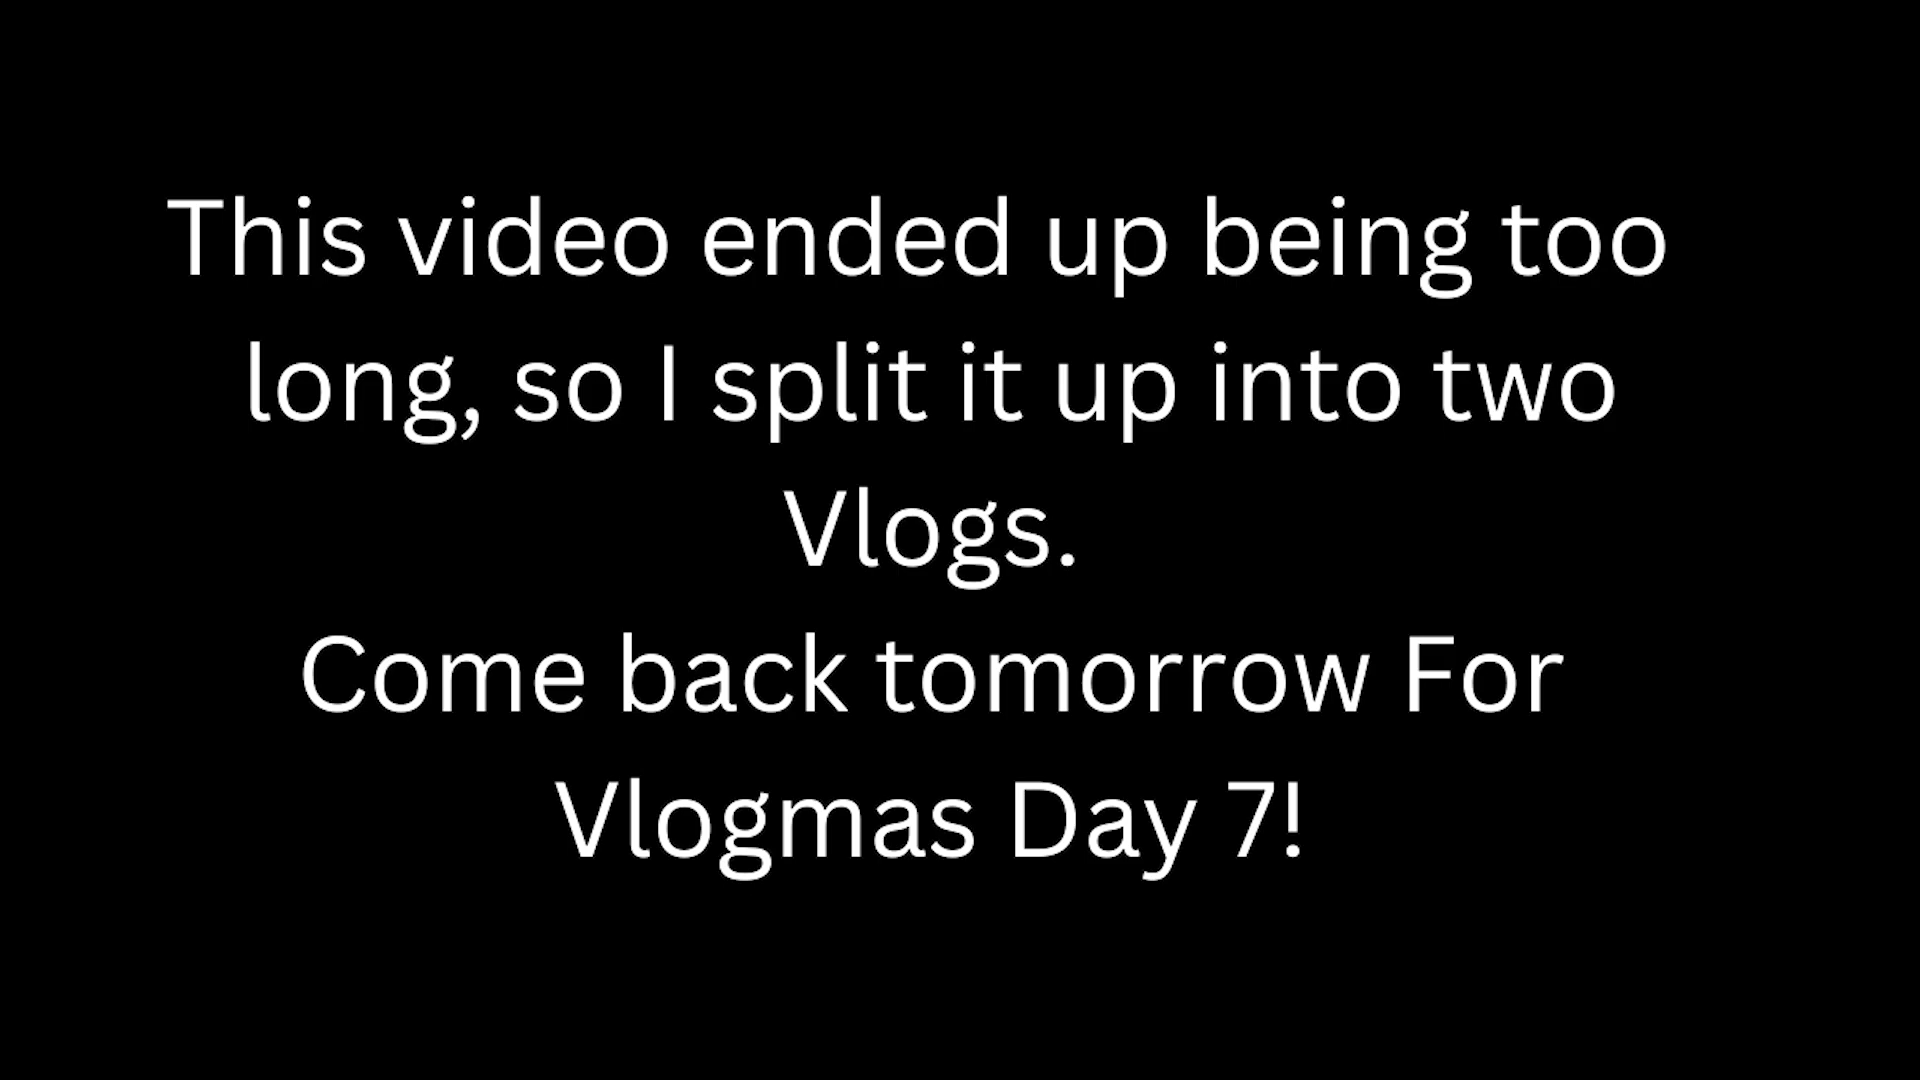 This video ended up being too
long, so I split it up into two
Vlogs.
Come back tomorrow For
Vlogmas Day 7!